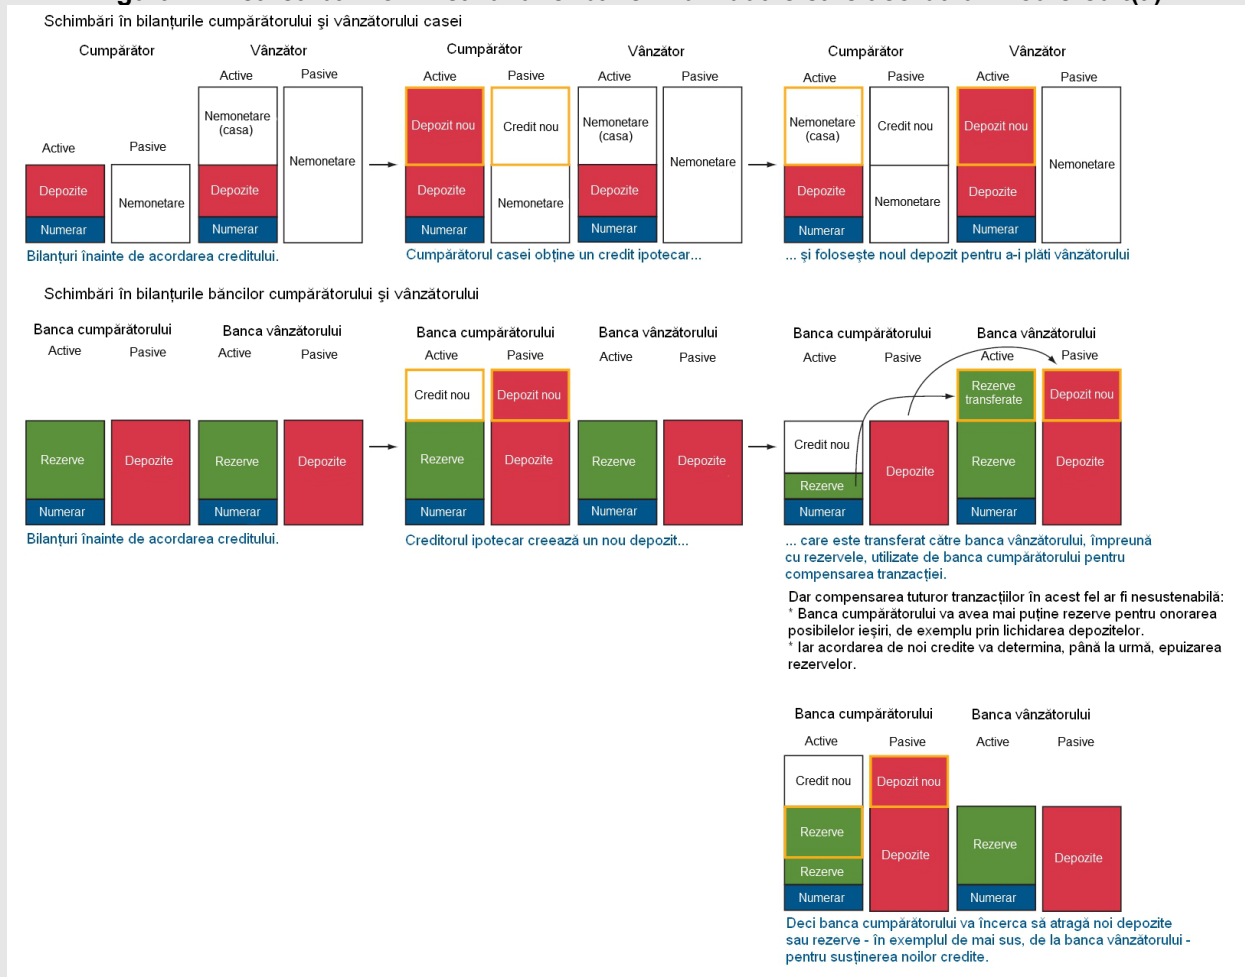 Schimbări în bilanțurile cumpărătorului și vânzătorului casei
Cumpărător
Vânzător
Cumpărător
Vânzător
Cumpărător
Vânzător
Active
Pasive
Active
Pasive
Active
Pasive
Active
Pasive
Active
Pasive
Active
Pasive
Depozite
Numerar
Nemonetare
Nemonetare
(casa)
Depozite
Numerar
Nemonetare
Depozit nou
Depozite
Numerar
Credit nou
Nemonetare
Nemonetare
(casa)
Depozite
Numerar
Nemonetare
Nemonetare
(casa)
Depozite
Numerar
Credit nou
Nemonetare
Depozit nou
Depozite
Numerar
Nemonetare
Bilanțuri înainte de acordarea creditului.
Cumpărătorul casei obține un credit ipotecar...
... și folosește noul depozit pentru a-i plăti vânzătorului
Schimbări în bilanțurile băncilor cumpărătorului și vânzătorului
Banca cumpărătorului
Banca vânzătorului
Banca cumpărătorului
Banca vânzătorului
Banca cumpărătorului
Banca vânzătorului
Active
Pasive
Active
Pasive
Active
Pasive
Active
Pasive
Active
Pasive
Active
Pasive
Rezerve
Numerar
Depozite
Rezerve
Numerar
Depozite
Credit nou
Rezerve
Numerar
Depozit nou
Depozite
Rezerve
Numerar
Depozite
Credit nou
Rezerve
Numerar
Depozite
Rezerve
transferate
Rezerve
Numerar
Depozit nou
Depozite
Bilanțuri înainte de acordarea creditului.
Creditorul ipotecar creează un nou depozit...
... care este transferat către banca vânzătorului, împreună
cu rezervele, utilizate de banca cumpărătorului pentru
compensarea tranzacției.
Dar compensarea tuturor tranzacțiilor în acest fel ar fi nesustenabilă:
* Banca cumpărătorului va avea mai puține rezerve pentru onorarea
posibilelor ieșiri, de exemplu prin lichidarea depozitelor.
* Iar acordarea de noi credite va determina, până la urmă, epuizarea
rezervelor.
Banca cumpărătorului
Banca vânzătorului
Active
Pasive
Active
Pasive
Credit nou
Rezerve
Rezerve
Numerar
Depozit nou
Depozite
Rezerve
Numerar
Depozite
Deci banca cumpărătorului va încerca să atragă noi depozite
sau rezerve - în exemplul de mai sus, de la banca vânzătorului -
pentru susținerea noilor credite.